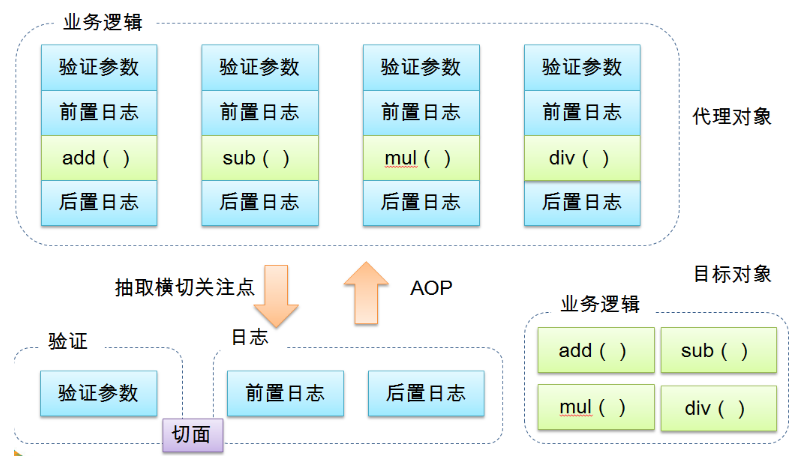 业务逻辑
验证参数 验证参数 验证参数 验证参数
前置日志 前置日志 前置日志 前置日志
add（ ） sub（ ） mul（ ） div（ ）
后置日志 后置日志 后置日志 后置日志
代理对象
抽取横切关注点
AOP
目标对象
验证
验证参数
日志
前置日志 后置日志
切面
业务逻辑
add（ ） sub（ ）
mul（ ） div（ ）